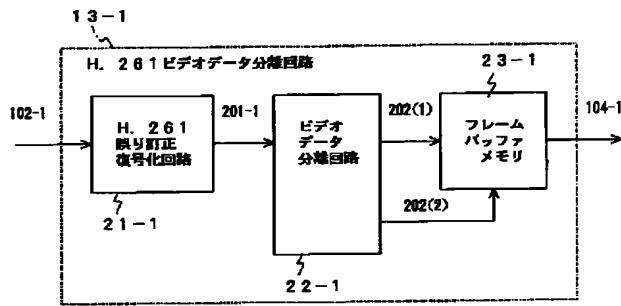 13-1
H. 261ビデオデータ分離回路
23-1
102-1
H. 261
誤り訂正
復号化回路
201-1
ビデオ
データ
分離回路
202(1)
フレーム
バッファ
メモリ
104-1
202(2)
21-1
22-1